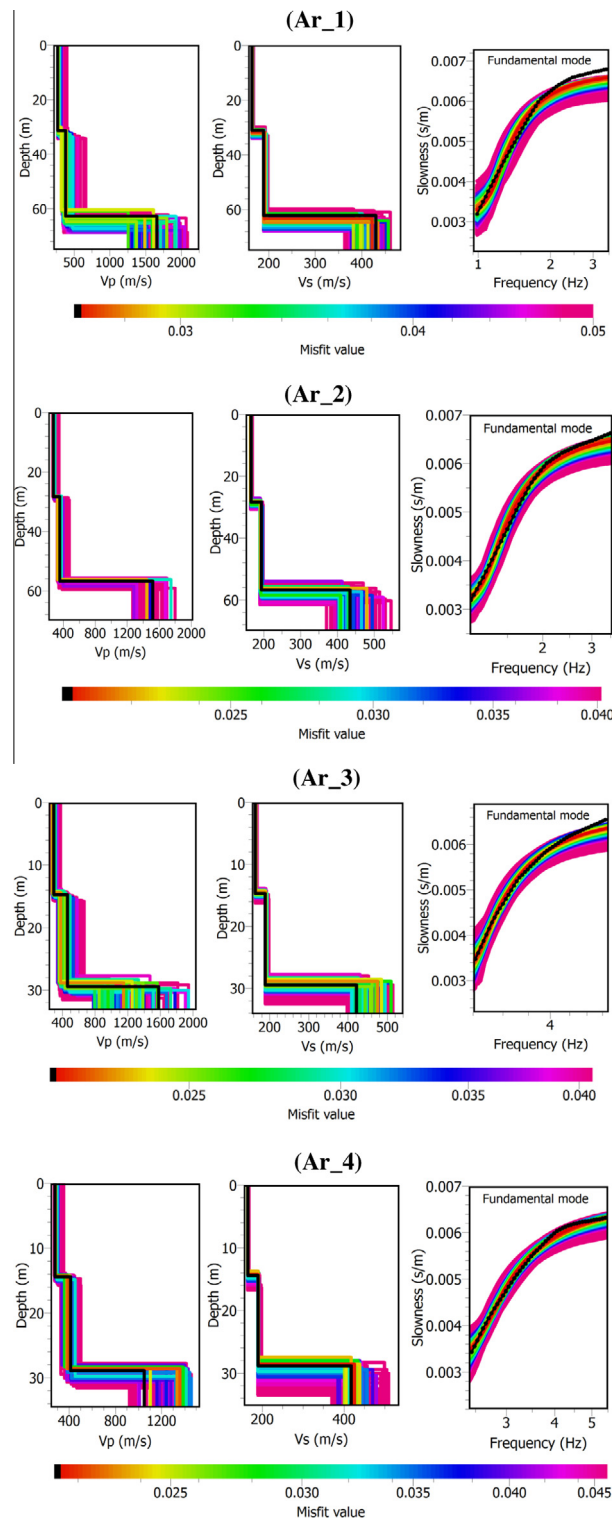 (Ar_1)
0 20 40 60
Depth (m)
500 1000 1500 2000
Vp (m/s)
0 20 40 60
Depth (m)
200 300 400
Vs (m/s)
Fundamental mode
0.007 0.006 0.005 0.004 0.003
Slowness (s/m)
1 2 3
Frequency (Hz)
0.03 0.04 0.05
Misfit value
(Ar_2)
0 20 40 60
Depth (m)
400 800 1200 1600 2000
Vp (m/s)
0 20 40 60
Depth (m)
200 300 400 500
Vs (m/s)
Fundamental mode
0.007 0.006 0.005 0.004 0.003
Slowness (s/m)
2 3
Frequency (Hz)
0.025 0.030 0.035 0.040
Misfit value
(Ar_3)
0 10 20 30
Depth (m)
400 800 1200 1600 2000
Vp (m/s)
0 10 20 30
Depth (m)
200 300 400 500
Vs (m/s)
Fundamental mode
0.006 0.005 0.004 0.003
Slowness (s/m)
4
Frequency (Hz)
0.025 0.030 0.035 0.040
Misfit value
(Ar_4)
0 10 20 30
Depth (m)
400 800 1200
Vp (m/s)
0 10 20 30
Depth (m)
200 400
Vs (m/s)
Fundamental mode
0.007 0.006 0.005 0.004 0.003
Slowness (s/m)
3 4 5
Frequency (Hz)
0.025 0.030 0.035 0.040 0.045
Misfit value